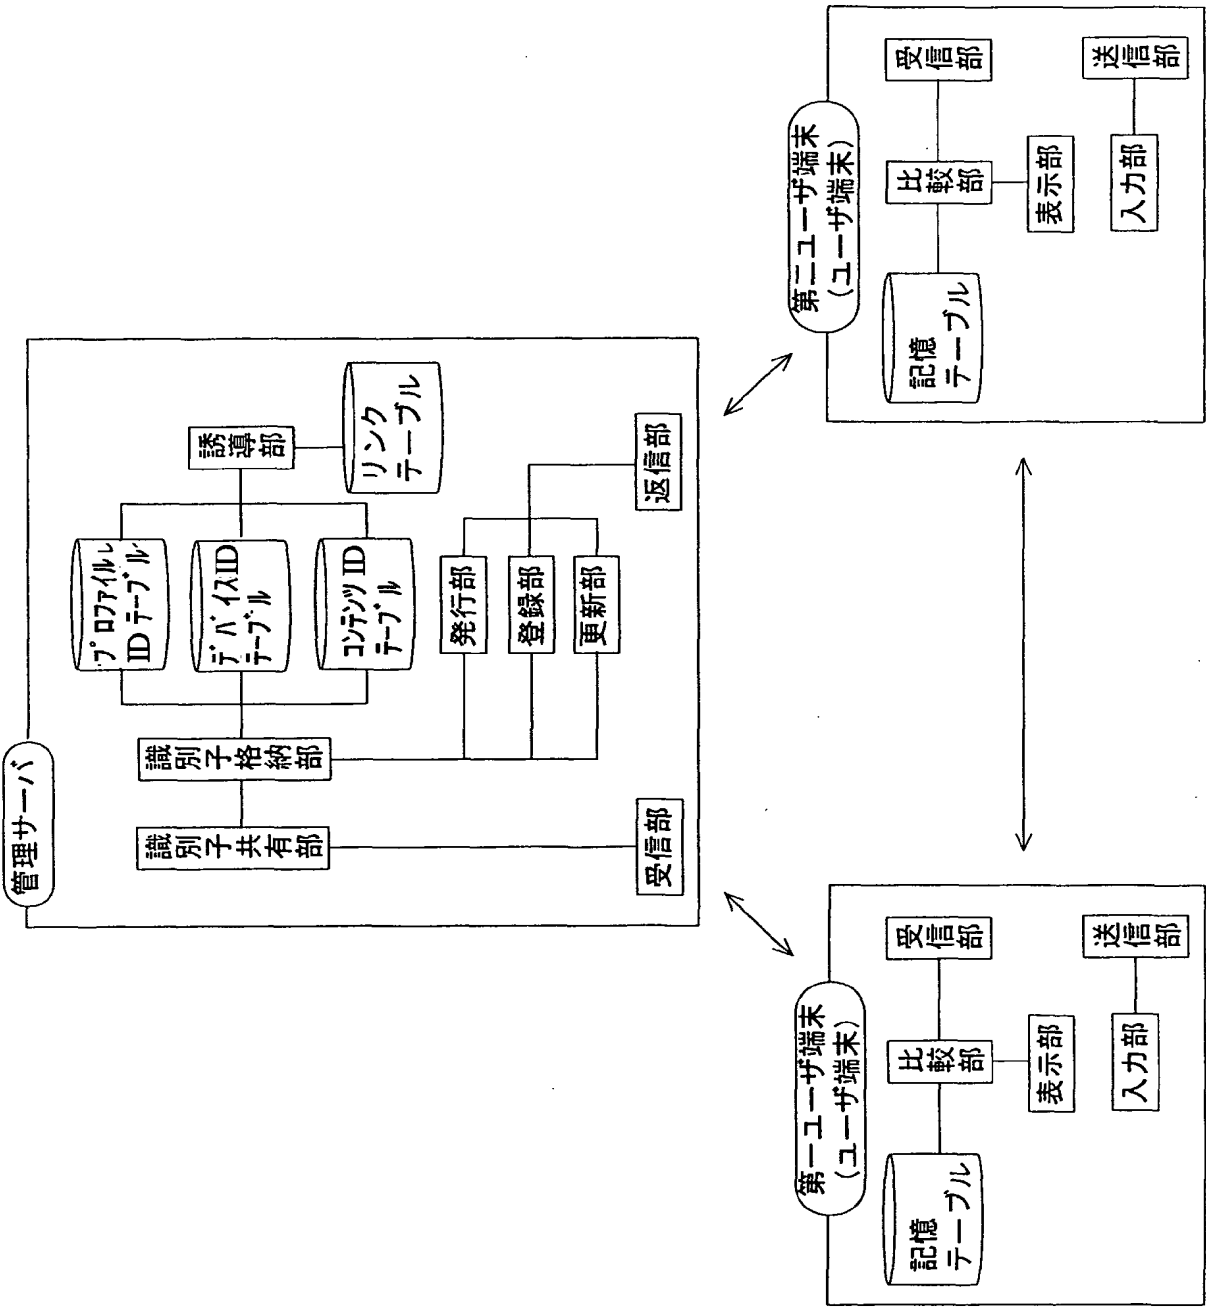 管理サーバ
識別子共有部
識別子格納部
プロファイル
IDテーブル
デバイスID
テーブル
コンテンツID
テーブル
誘導部
リンク
テーブル
発行部
登録部
更新部
受信部
返信部
第一ユーザ端末
(ユーザ端末)
記憶
テーブル
比較部
受信部
表示部
入力部
送信部
第二ユーザ端末
(ユーザ端末)
記憶
テーブル
比較部
受信部
表示部
入力部
送信部